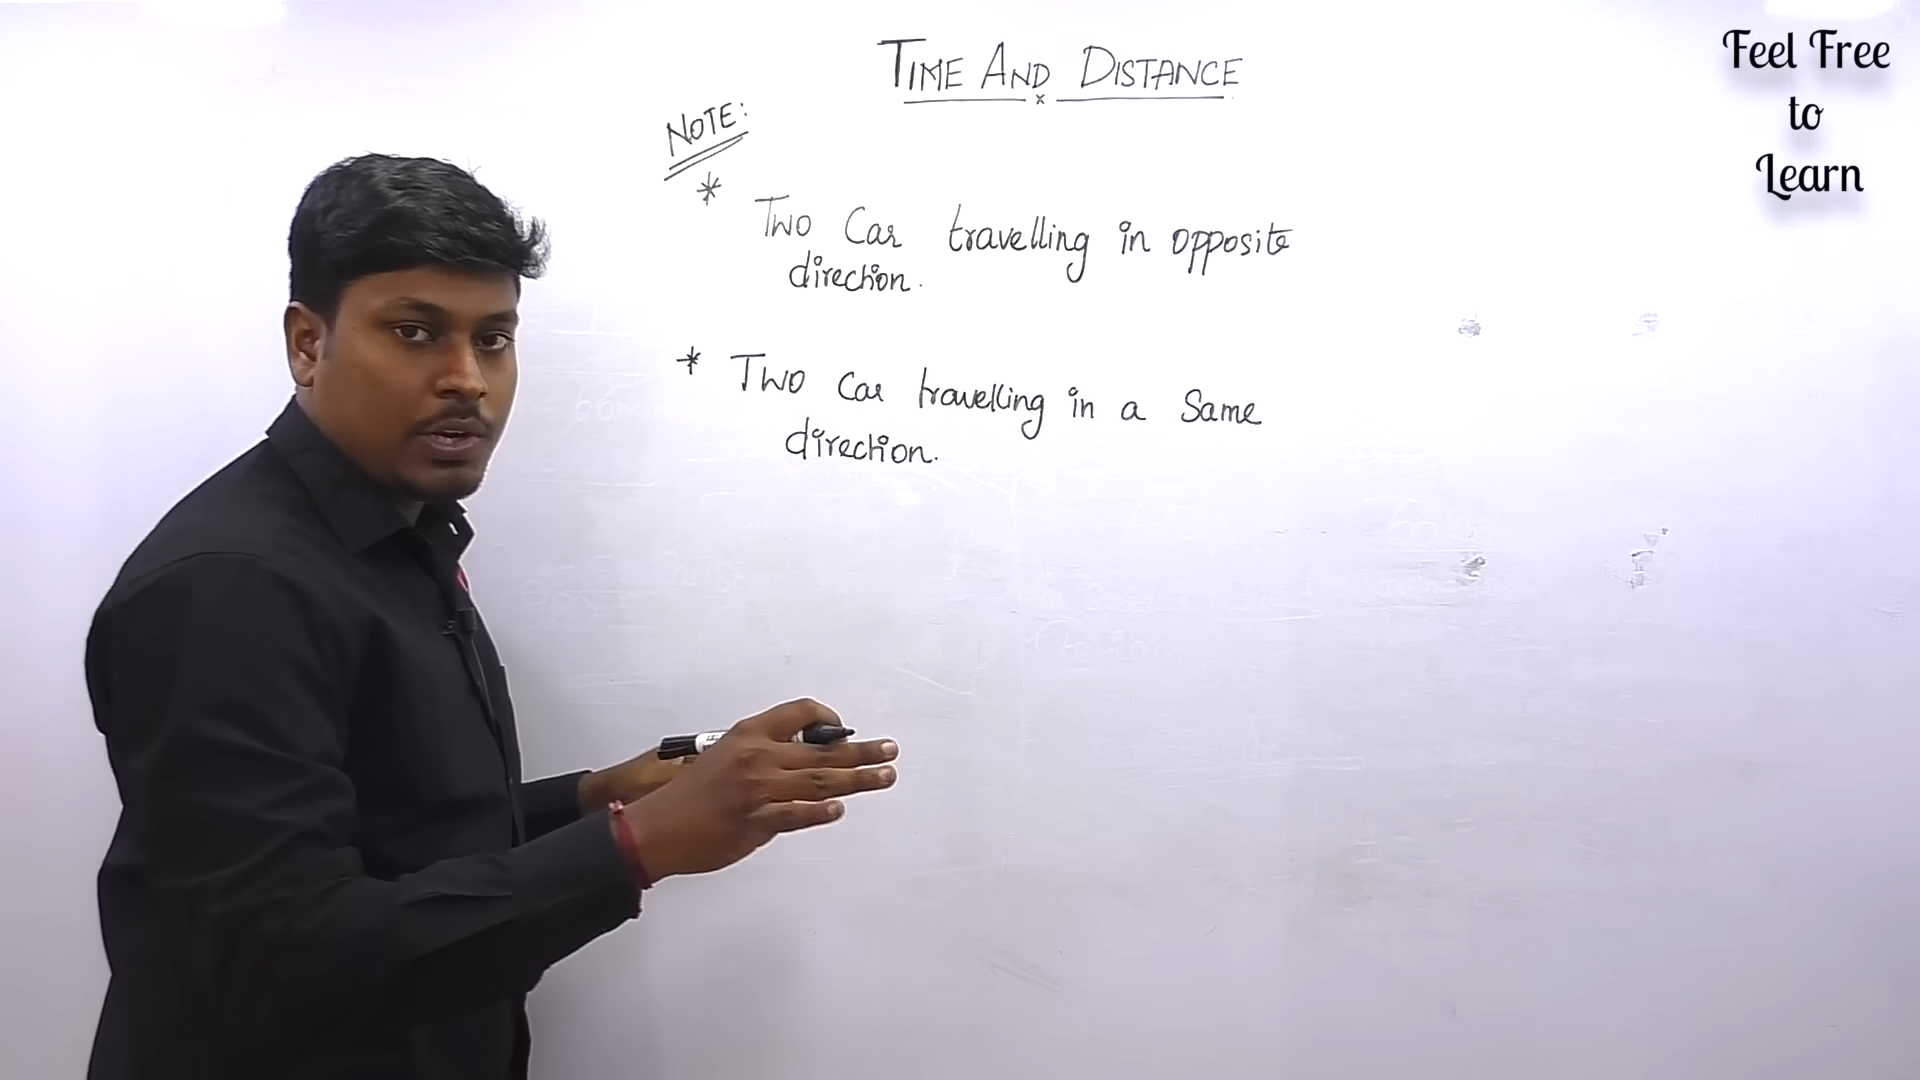 TIME AND DISTANCE
Feel Free
to
Learn
NOTE:
* Two Car travelling in opposite
direction.
* Two Car travelling in a Same
direction.